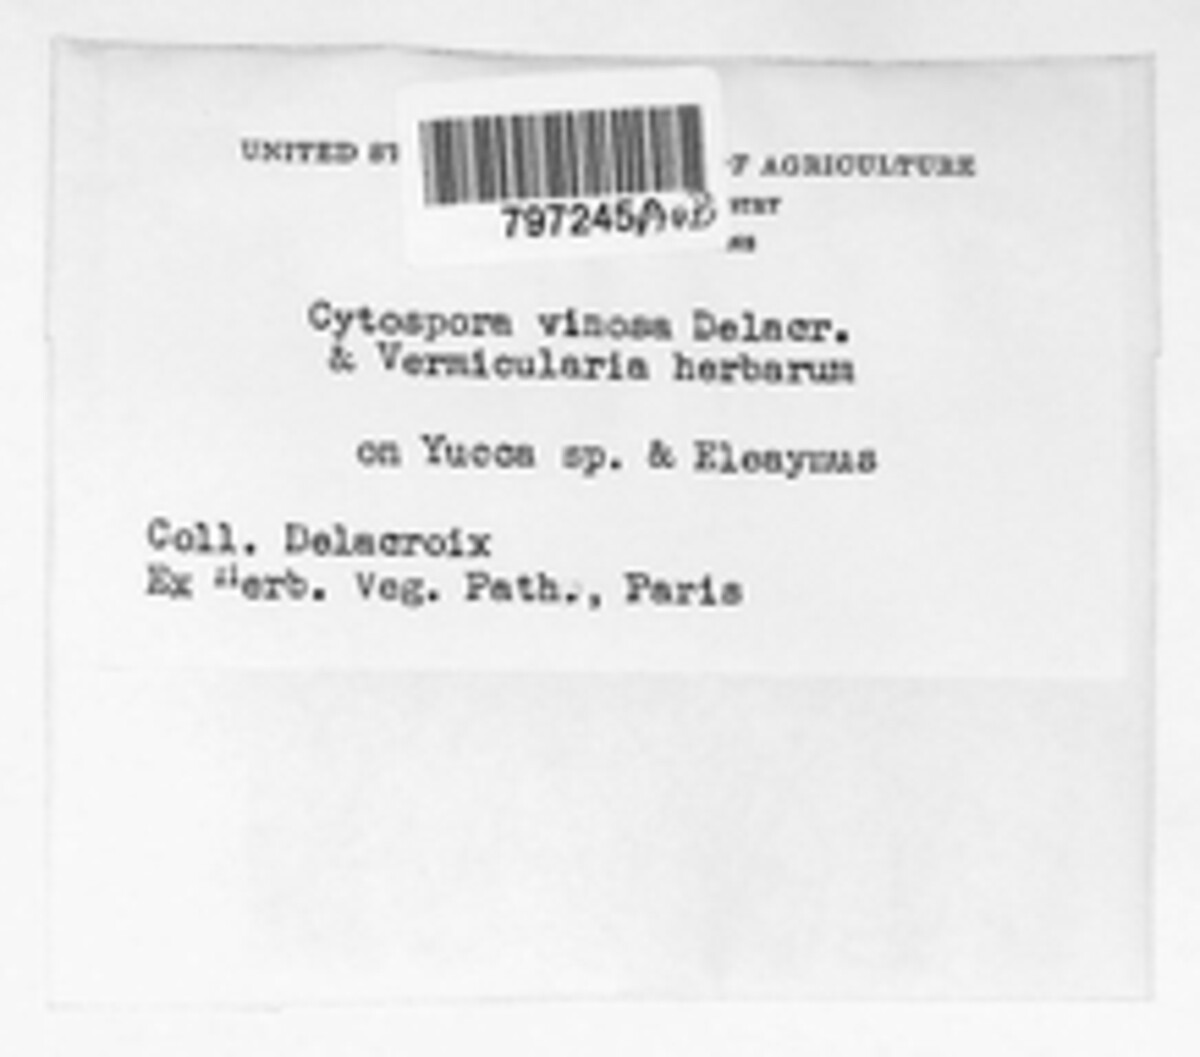 UNITED ST
F AGRICULTURE
797245 A & B
Cytospora vinosa Delacr.
& Vermicularia herbarum
on Yucca sp. & Eleaynus
Coll. Delacroix
Ex Herb. Veg. Path., Paris